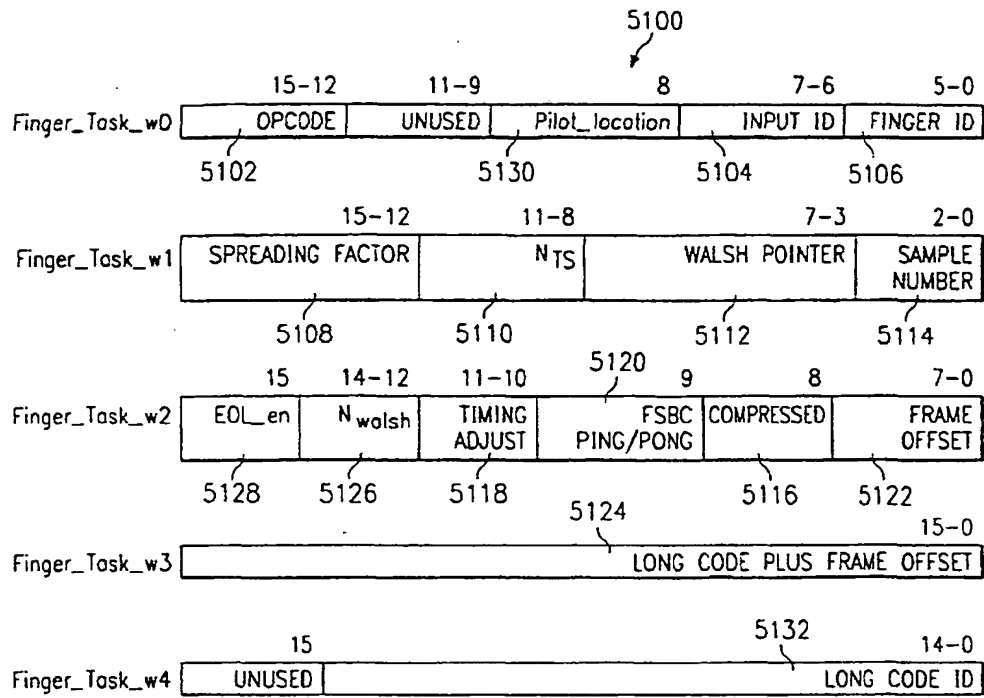 5100
15-12 11-9 8 7-6 5-0
Finger_Task_w0 OPCODE UNUSED Pilot_location INPUT ID FINGER ID
5102 5130 5104 5106
15-12 11-8 7-3 2-0
Finger_Task_w1 SPREADING FACTOR NTS WALSH POINTER SAMPLE NUMBER
5108 5110 5112 5114
5120
15 14-12 11-10 9 8 7-0
Finger_Task_w2 EOL_en Nwalsh TIMING ADJUST FSBC PING/PONG COMPRESSED FRAME OFFSET
5128 5126 5118 5116 5122
5124
15-0
Finger_Task_w3 LONG CODE PLUS FRAME OFFSET
15 5132 14-0
Finger_Task_w4 UNUSED LONG CODE ID